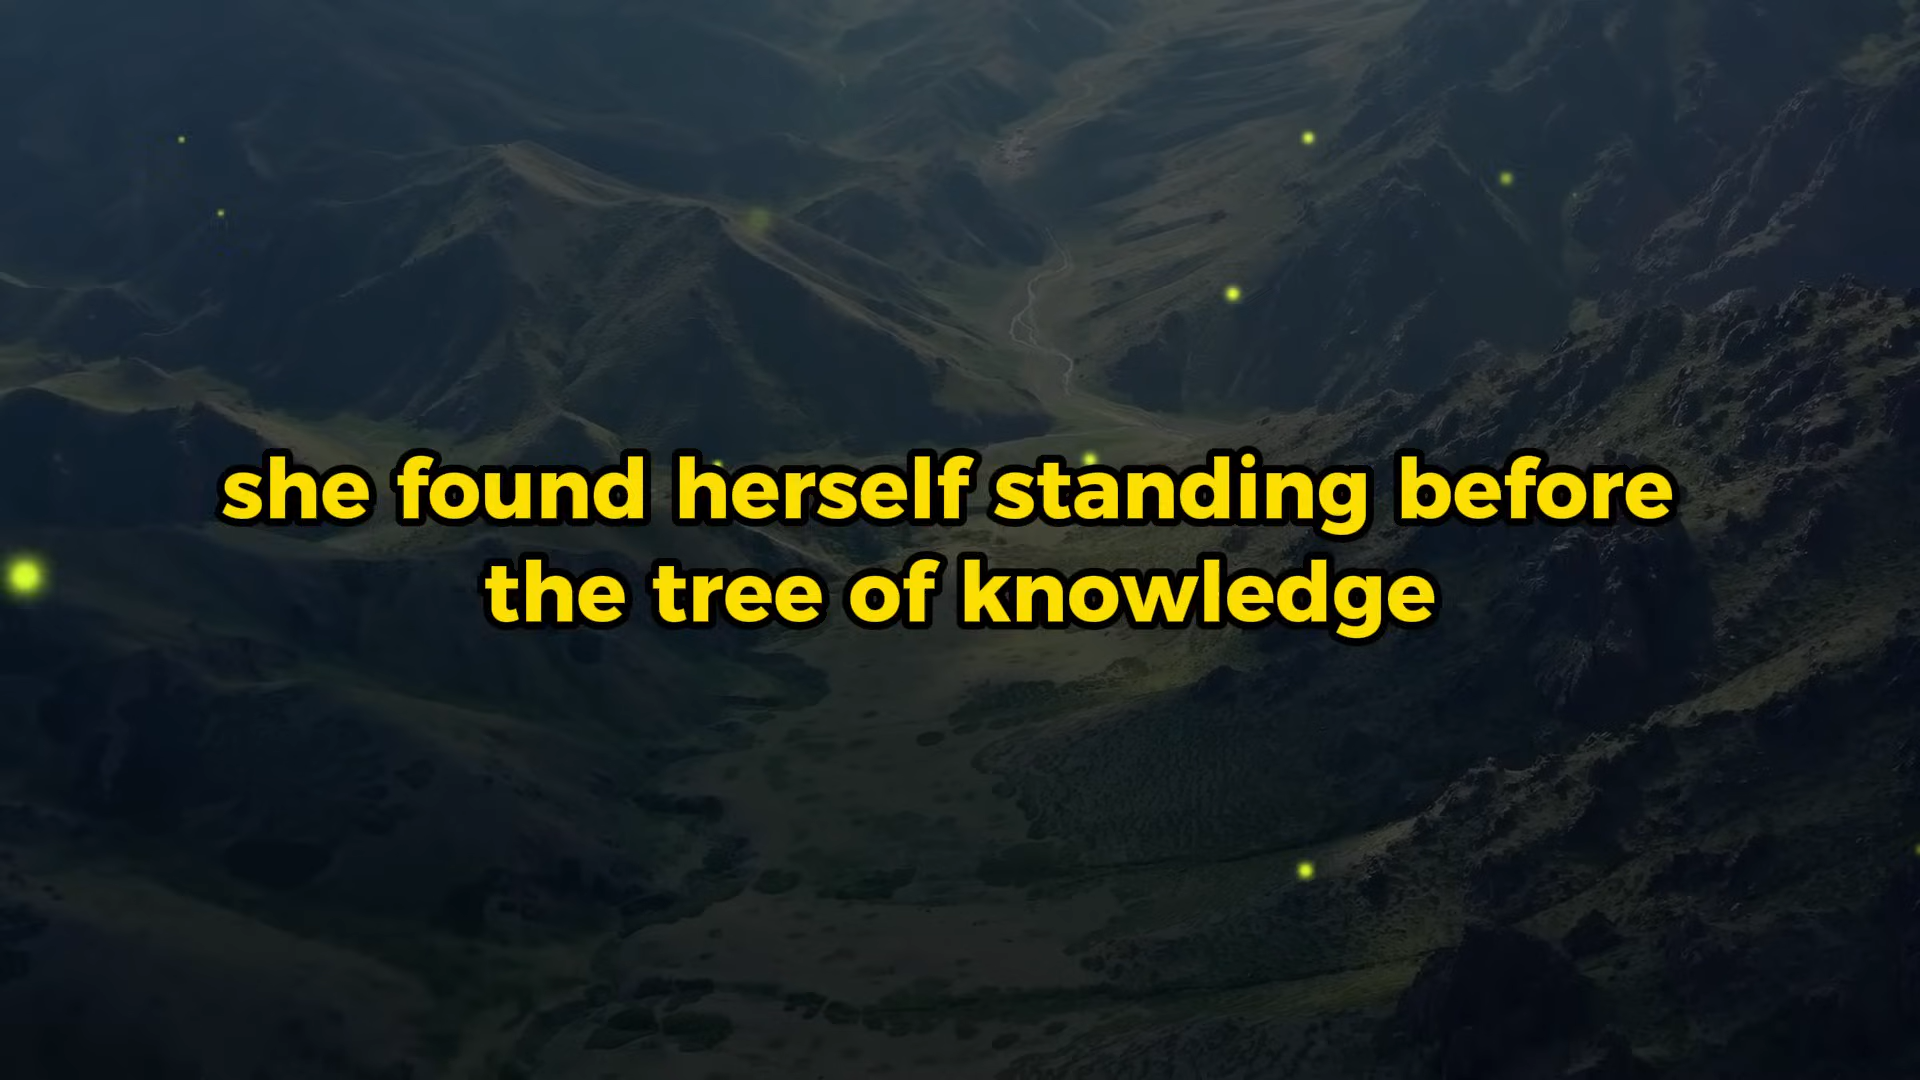 she found herself standing before
the tree of knowledge